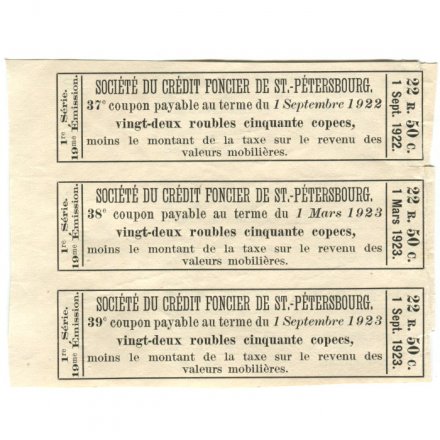 1re Série.
19me Émission.
SOCIÉTÉ DU CRÉDIT FONCIER DE ST.-PÉTERSBOURG.
37e coupon payable au terme du 1 Septembre 1922
vingt-deux roubles cinquante copecs,
moins le montant de la taxe sur le revenu des
valeurs mobilières.
22 R. 50 C.
1 Sept. 1922.
1re Série.
19me Émission.
SOCIÉTÉ DU CRÉDIT FONCIER DE ST.-PÉTERSBOURG.
38e coupon payable au terme du 1 Mars 1923
vingt-deux roubles cinquante copecs,
moins le montant de la taxe sur le revenu des
valeurs mobilières.
22 R. 50 C.
1 Mars 1923.
1re Série.
19me Émission.
SOCIÉTÉ DU CRÉDIT FONCIER DE ST.-PÉTERSBOURG.
39e coupon payable au terme du 1 Septembre 1923
vingt-deux roubles cinquante copecs,
moins le montant de la taxe sur le revenu des
valeurs mobilières.
22 R. 50 C.
1 Sept. 1923.